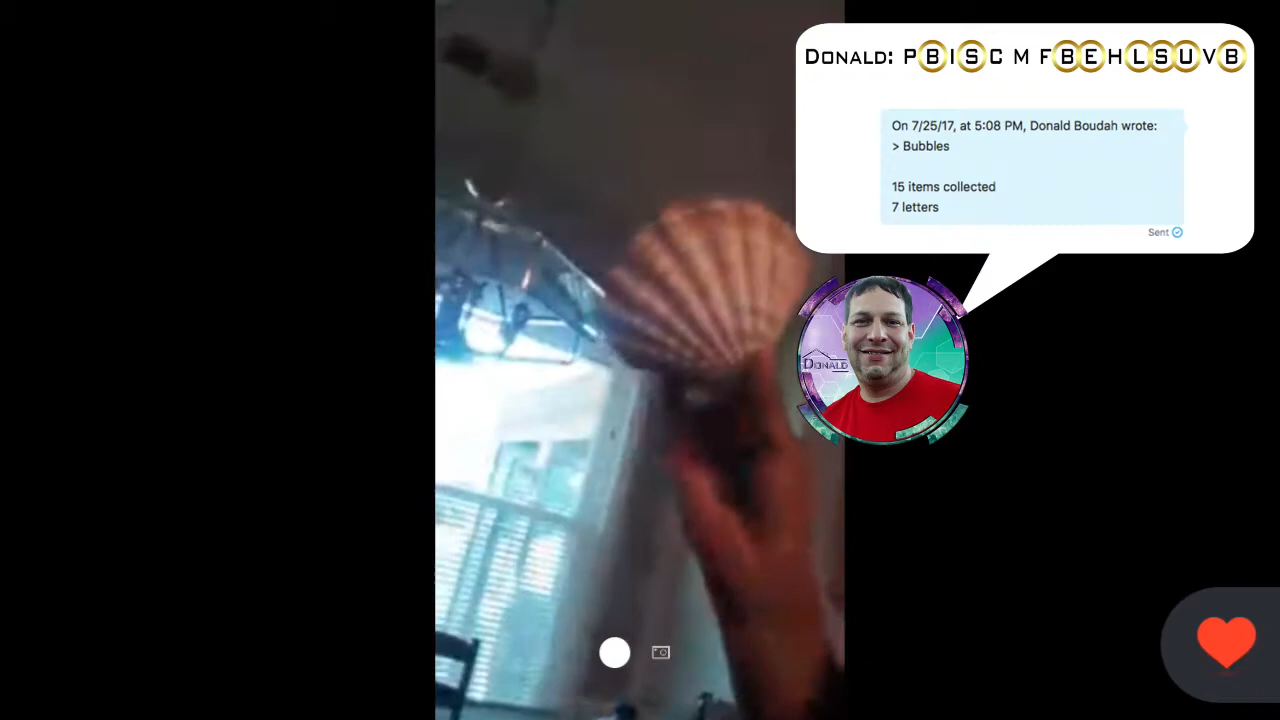 DONALD: P B I S C M F B E H L S U V B
On 7/25/17, at 5:08 PM, Donald Boudah wrote:
> Bubbles
15 items collected
7 letters
Sent
DONALD